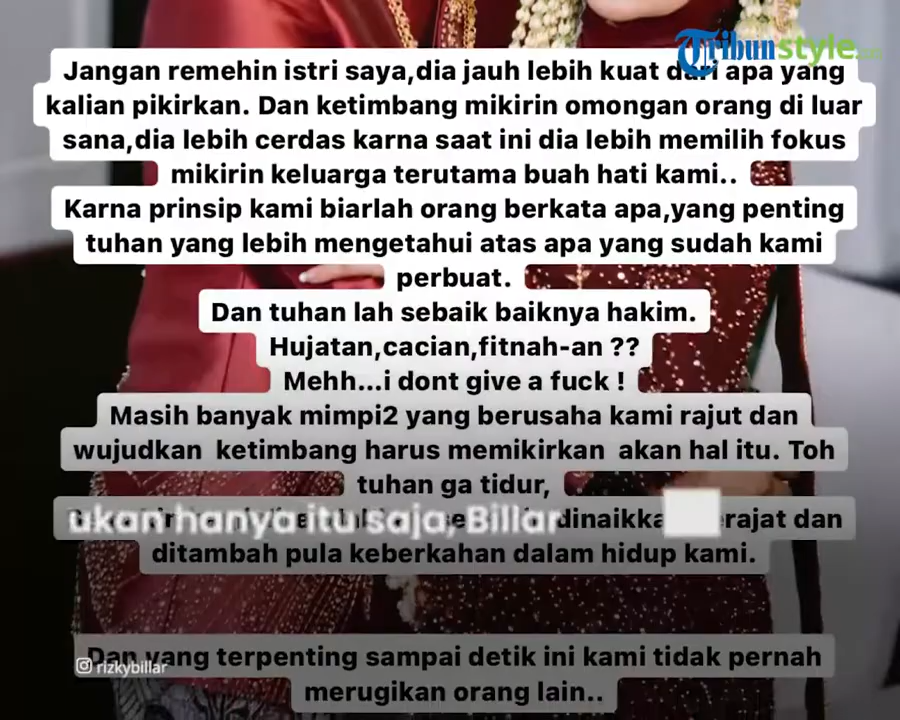 Tribunstyle.com
Jangan remehin istri saya,dia jauh lebih kuat dari apa yang
kalian pikirkan. Dan ketimbang mikirin omongan orang di luar
sana,dia lebih cerdas karna saat ini dia lebih memilih fokus
mikirin keluarga terutama buah hati kami..
Karna prinsip kami biarlah orang berkata apa,yang penting
tuhan yang lebih mengetahui atas apa yang sudah kami
perbuat.
Dan tuhan lah sebaik baiknya hakim.
Hujatan,cacian,fitnah-an ??
Mehh...i dont give a fuck !
Masih banyak mimpi2 yang berusaha kami rajut dan
wujudkan ketimbang harus memikirkan akan hal itu. Toh
tuhan ga tidur,
dan
ukan hanya itu saja, Billar
ditambah pula keberkahan dalam hidup kami.
Dan yang terpenting sampai detik ini kami tidak pernah
rizkybillar
merugikan orang lain..